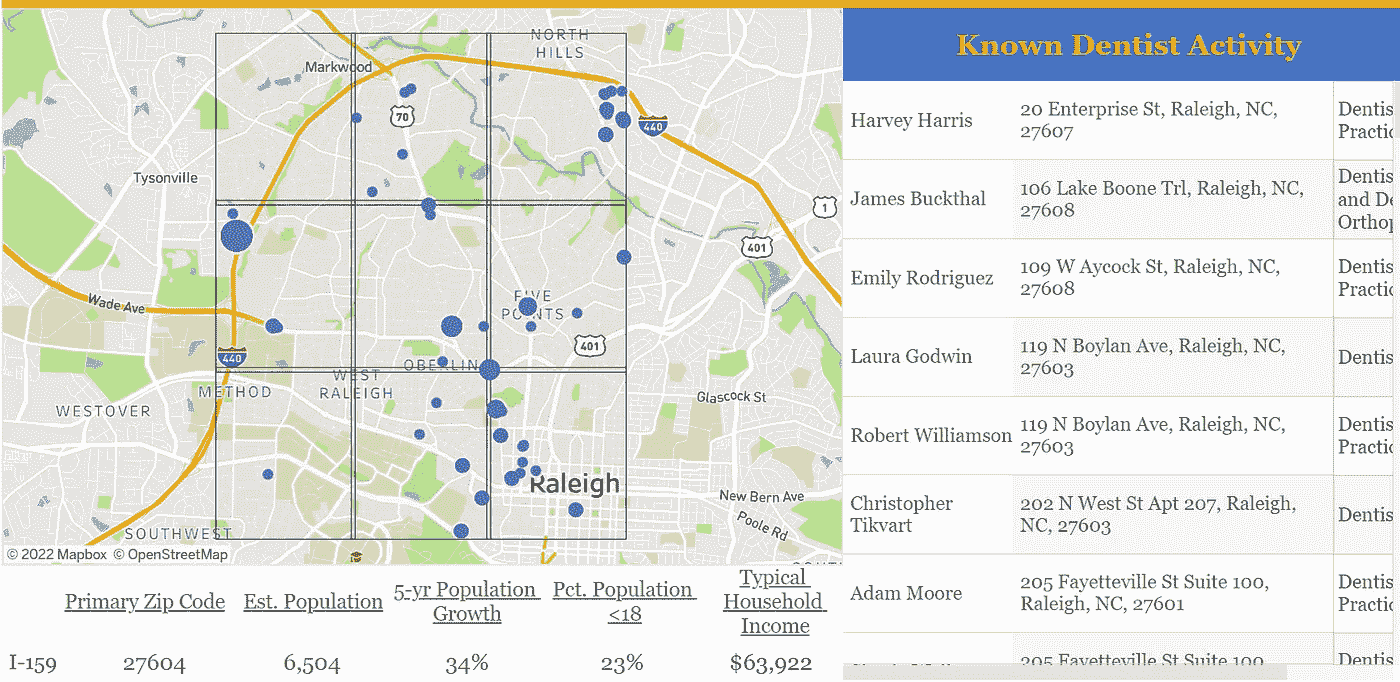 NORTH
HILLS
Markwood
70
440
Tysonville
1
401
FIVE
POINTS
Wade Ave
401
440
OBERLIN
WEST
RALEIGH
METHOD
WESTOVER
Glascock St
Raleigh
New Bern Ave
Poole Rd
SOUTHWEST
© 2022 Mapbox © OpenStreetMap
Primary Zip Code
Est. Population
5-yr Population
Growth
Pct. Population
<18
Typical
Household
Income
I-159
27604
6,504
34%
23%
$63,922
Known Dentist Activity
Harvey Harris
20 Enterprise St, Raleigh, NC,
27607
Dentis
Practic
James Buckthal
106 Lake Boone Trl, Raleigh, NC,
27608
Dentis
and De
Orthop
Emily Rodriguez
109 W Aycock St, Raleigh, NC,
27608
Dentis
Practic
Laura Godwin
119 N Boylan Ave, Raleigh, NC,
27603
Dentis
Robert Williamson
119 N Boylan Ave, Raleigh, NC,
27603
Dentis
Practic
Christopher
Tikvart
202 N West St Apt 207, Raleigh,
NC, 27603
Dentis
Adam Moore
205 Fayetteville St Suite 100,
Raleigh, NC, 27601
Dentis
Practic
205 Fayetteville St Suite 100
Dentis